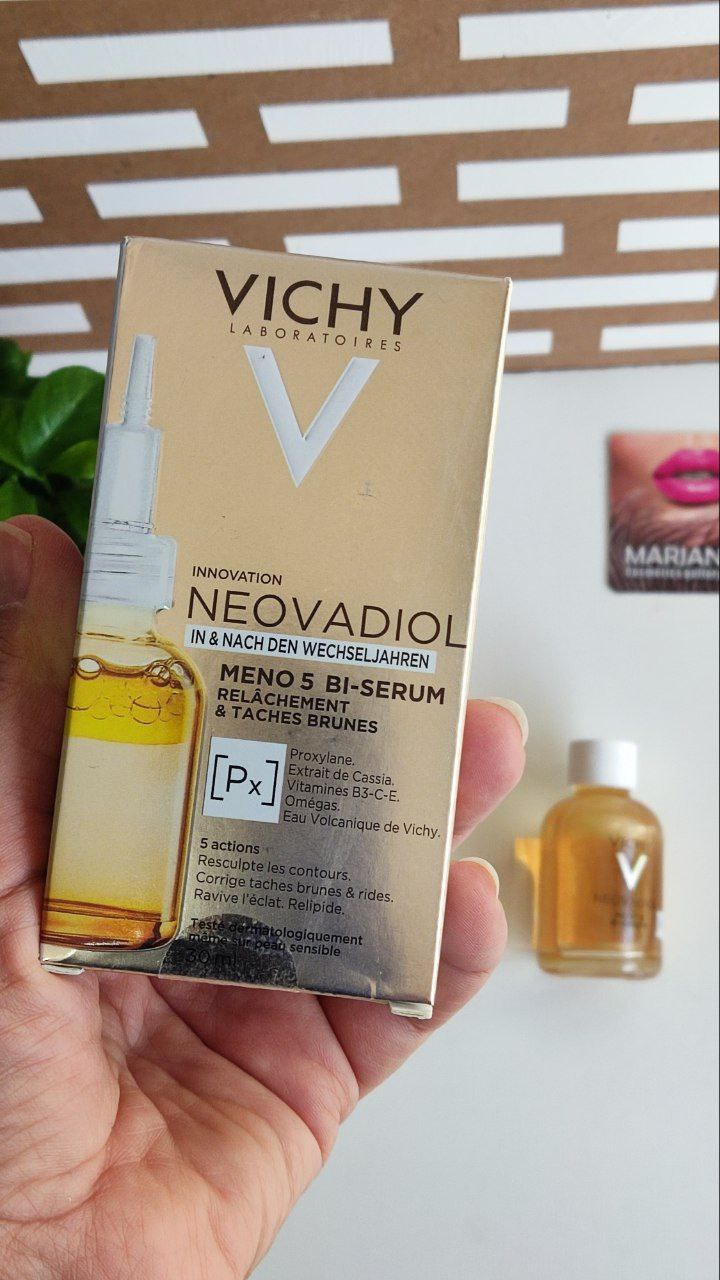 VICHY
LABORATOIRES
INNOVATION
NEOVADIOL
IN & NACH DEN WECHSELJAHREN
MENO 5 BI-SERUM
RELÂCHEMENT
& TACHES BRUNES
[Px]
Proxylane.
Extrait de Cassia.
Vitamines B3-C-E.
Omégas.
Eau Volcanique de Vichy.
5 actions
Resculpte les contours.
Corrige taches brunes & rides.
Ravive l'éclat. Relipide.
Testé dermatologiquement
même sur peau sensible
30 ml
MARIAN